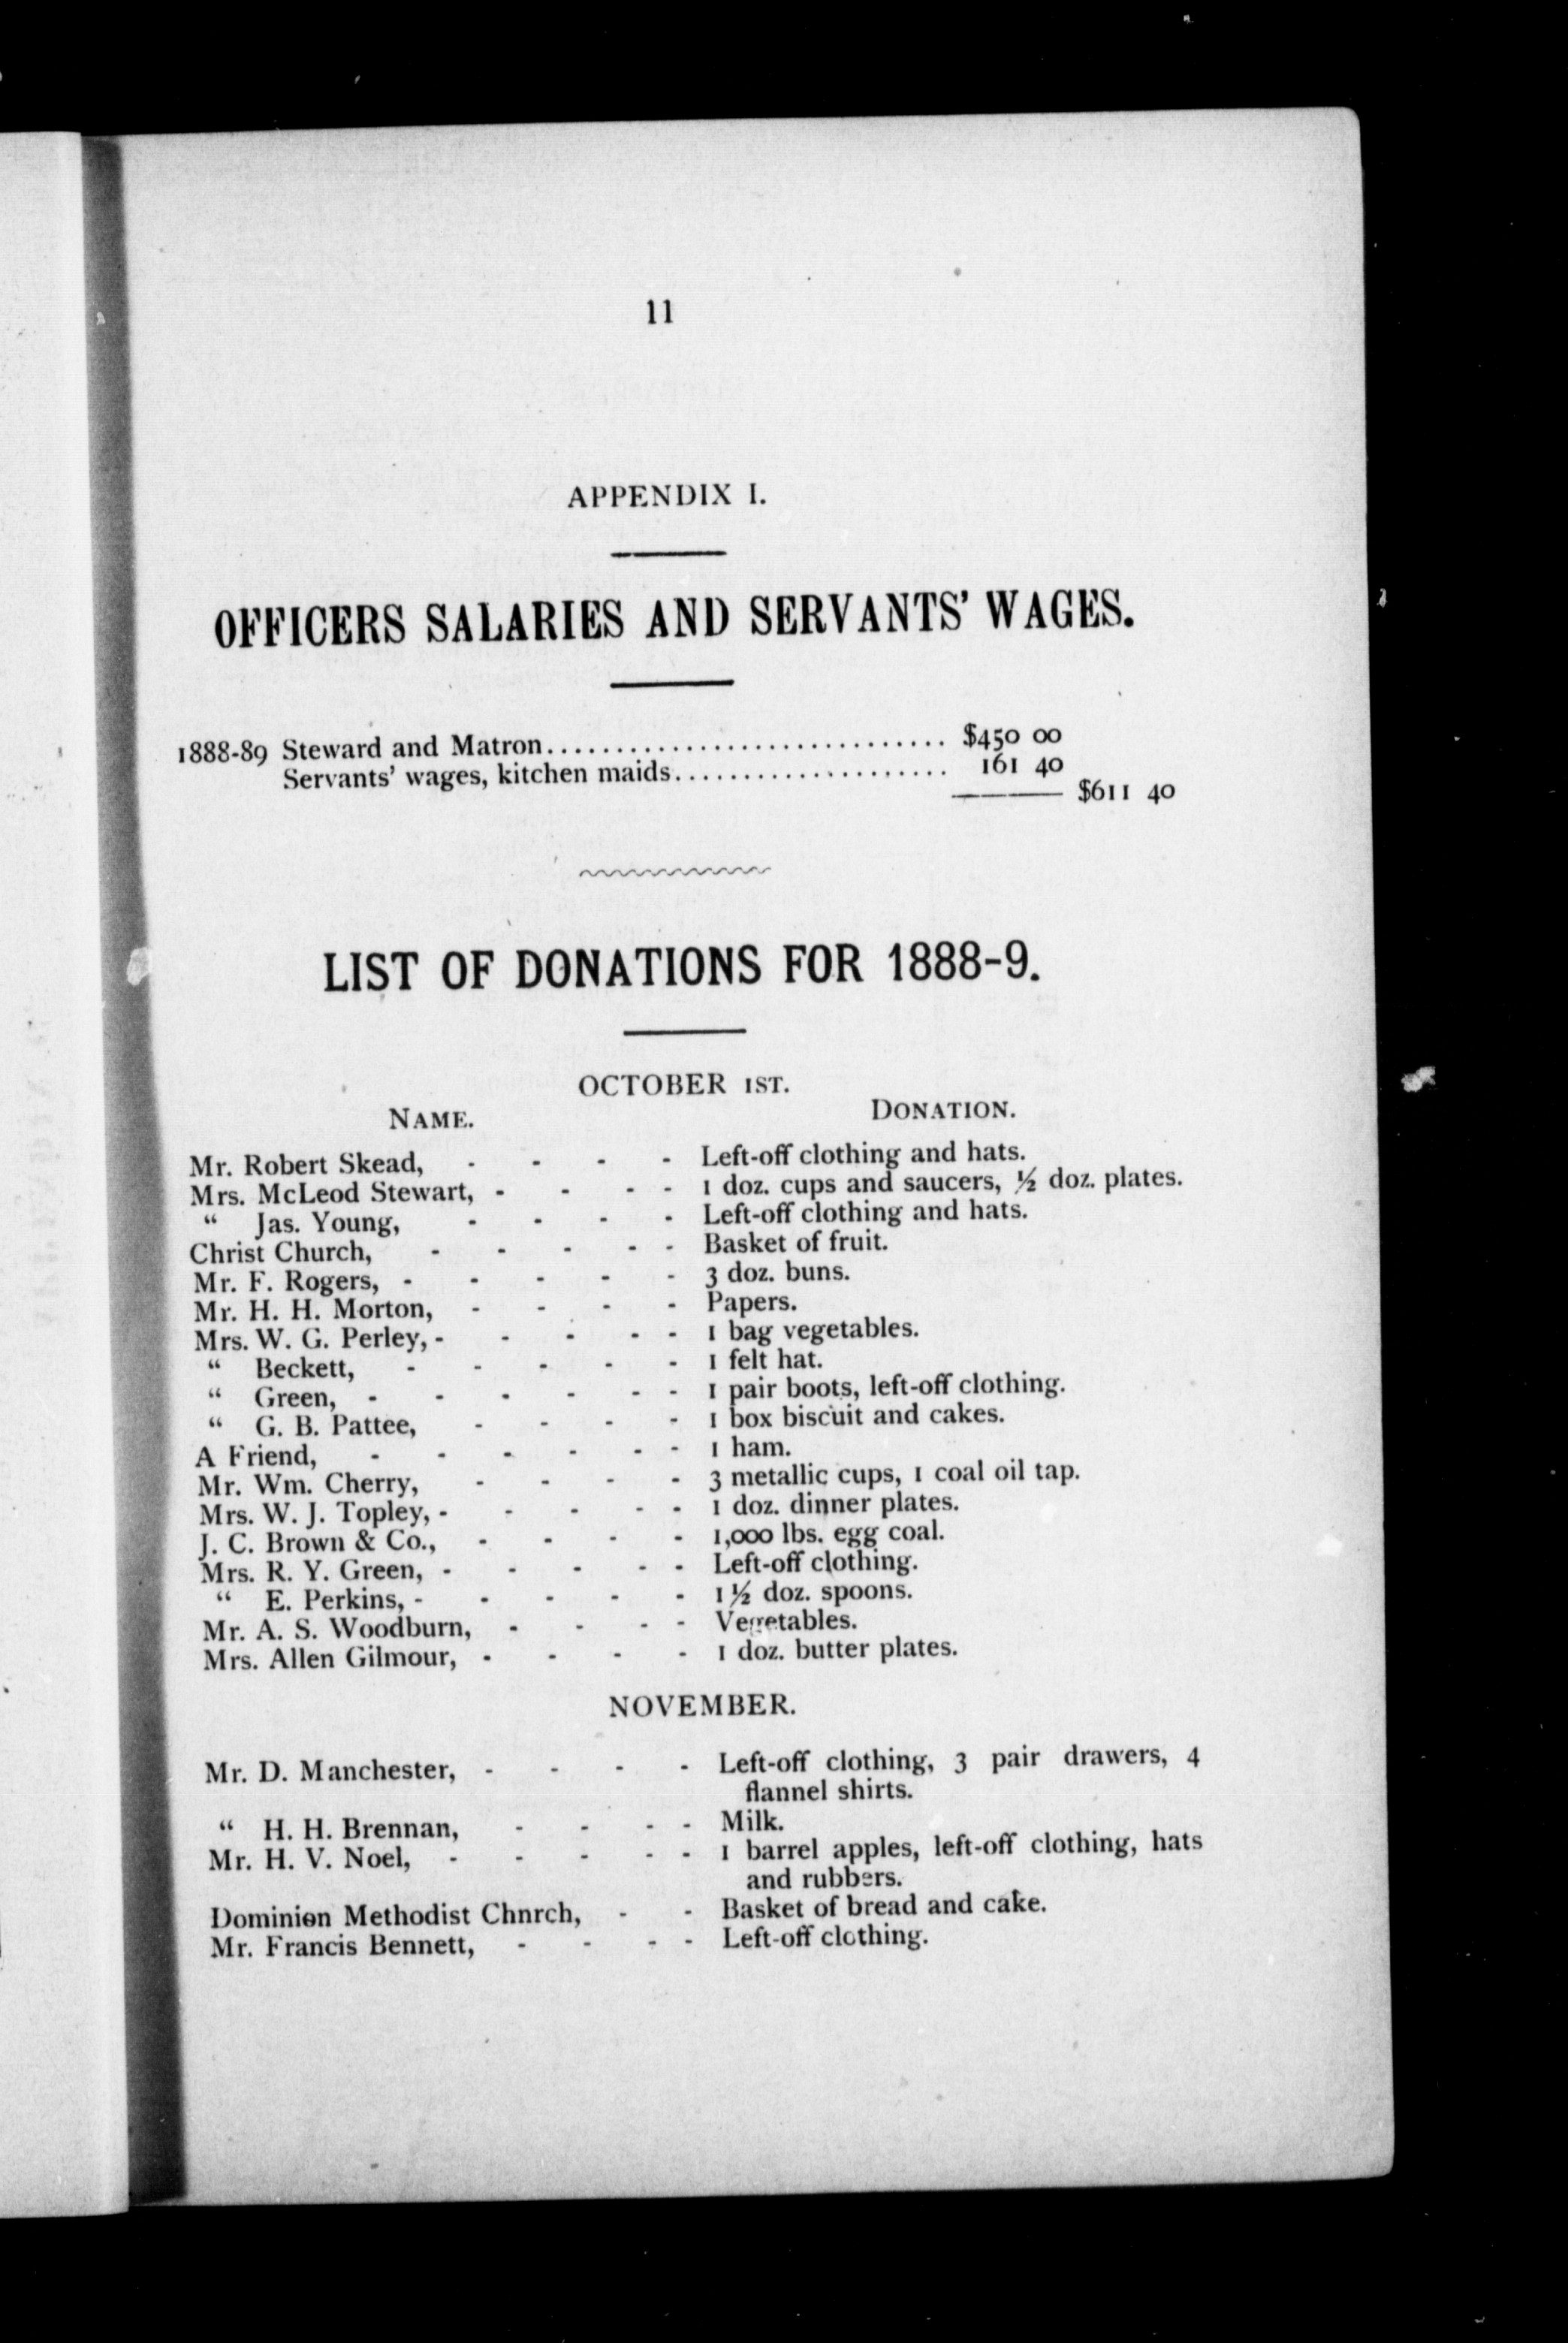 11
APPENDIX I.
OFFICERS SALARIES AND SERVANTS' WAGES.
1888-89 Steward and Matron.............................. $450 00
Servants' wages, kitchen maids.................... 161 40
$611 40
LIST OF DONATIONS FOR 1888-9.
OCTOBER 1ST.
NAME. DONATION.
Mr. Robert Skead, - - - - Left-off clothing and hats.
Mrs. McLeod Stewart, - - - - 1 doz. cups and saucers, ½ doz. plates.
“ Jas. Young, - - - - Left-off clothing and hats.
Christ Church, - - - - - Basket of fruit.
Mr. F. Rogers, - - - - - 3 doz. buns.
Mr. H. H. Morton, - - - - Papers.
Mrs. W. G. Perley, - - - - - 1 bag vegetables.
“ Beckett, - - - - - 1 felt hat.
“ Green, - - - - - - 1 pair boots, left-off clothing.
“ G. B. Pattee, - - - - 1 box biscuit and cakes.
A Friend, - - - - - - 1 ham.
Mr. Wm. Cherry, - - - - 3 metallic cups, 1 coal oil tap.
Mrs. W. J. Topley, - - - - - 1 doz. dinner plates.
J. C. Brown & Co., - - - - 1,000 lbs. egg coal.
Mrs. R. Y. Green, - - - - - Left-off clothing.
“ E. Perkins, - - - - - 1½ doz. spoons.
Mr. A. S. Woodburn, - - - - Vegetables.
Mrs. Allen Gilmour, - - - - 1 doz. butter plates.
NOVEMBER.
Mr. D. Manchester, - - - - Left-off clothing, 3 pair drawers, 4
flannel shirts.
“ H. H. Brennan, - - - - Milk.
Mr. H. V. Noel, - - - - - 1 barrel apples, left-off clothing, hats
and rubbers.
Dominion Methodist Chnrch, - - Basket of bread and cake.
Mr. Francis Bennett, - - - - Left-off clothing.